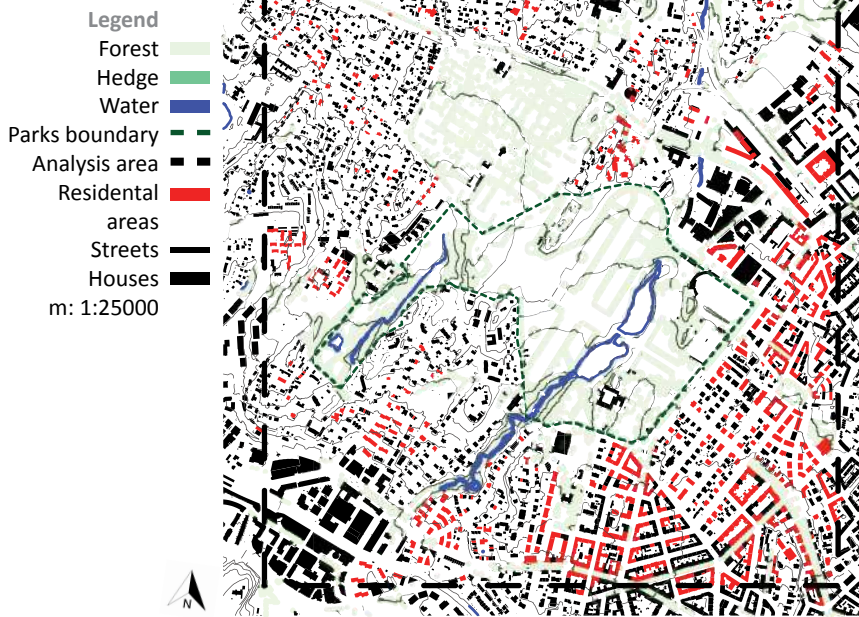 Legend
Forest
Hedge
Water
Parks boundary
Analysis area
Residental
areas
Streets
Houses
m: 1:25000
N